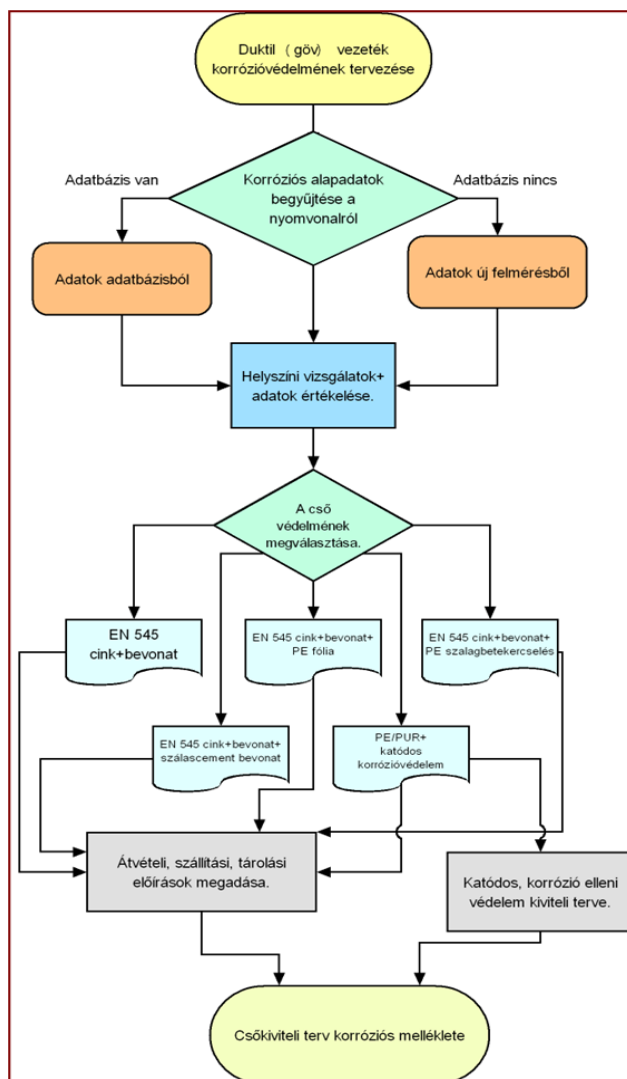 Duktil ( göv) vezeték
korrózióvédelmének tervezése
Adatbázis van
Korróziós alapadatok
begyűjtése a
nyomvonalról
Adatbázis nincs
Adatok adatbázisból
Adatok új felmérésből
Helyszíni vizsgálatok+
adatok értékelése.
A cső
védelmének
megválasztása.
EN 545
cink+bevonat
EN 545 cink+bevonat+
PE fólia
EN 545 cink+bevonat+
PE szalagbetekercselés
EN 545 cink+bevonat+
szálascement bevonat
PE/PUR+
katódos
korrózióvédelem
Átvételi, szállítási, tárolási
előírások megadása.
Katódos, korrózió elleni
védelem kiviteli terve.
Csőkiviteli terv korróziós melléklete